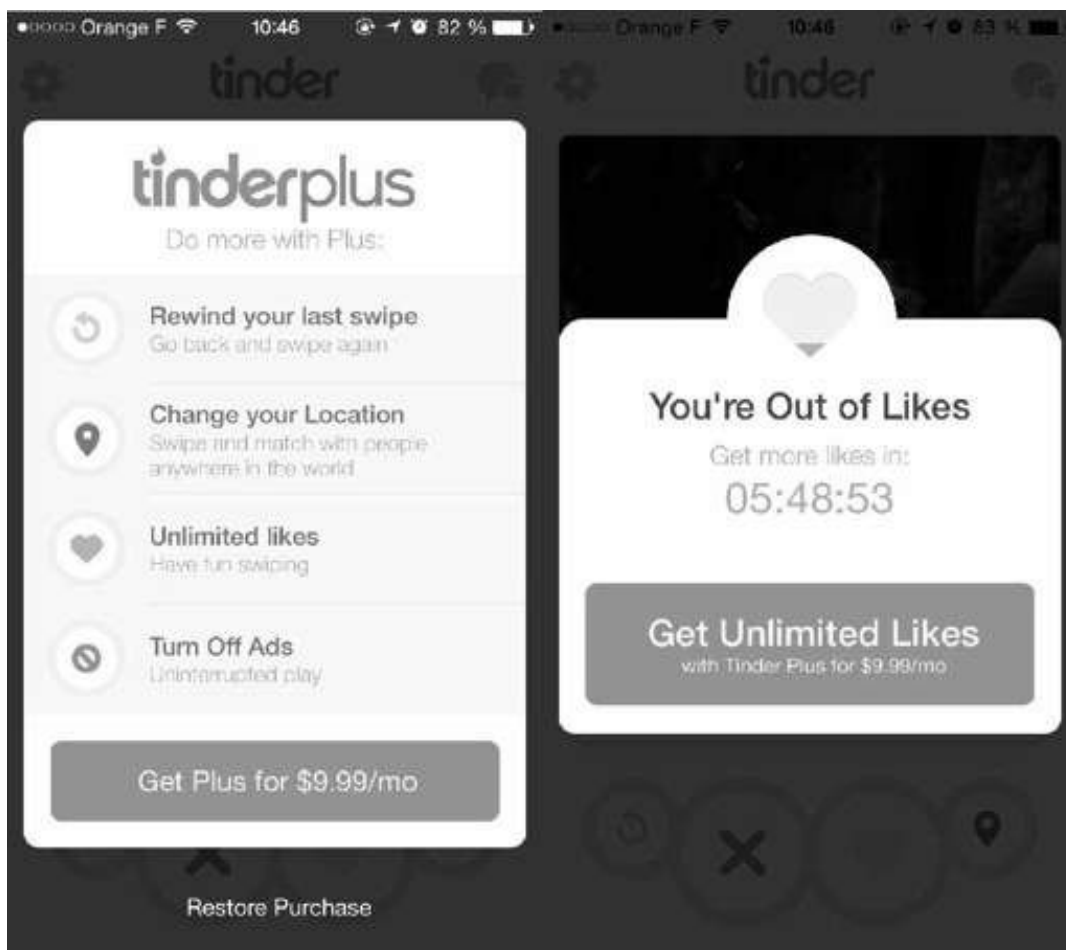 Orange F 10:46 82 %
tinder
tinderplus
Do more with Plus:
Rewind your last swipe
Go back and swipe again
Change your Location
Swipe and match with people
anywhere in the world
Unlimited likes
Have fun swiping
Turn Off Ads
Uninterrupted play
Get Plus for $9.99/mo
Restore Purchase
Orange F 10:46 83 %
tinder
You're Out of Likes
Get more likes in:
05:48:53
Get Unlimited Likes
with Tinder Plus for $9.99/mo